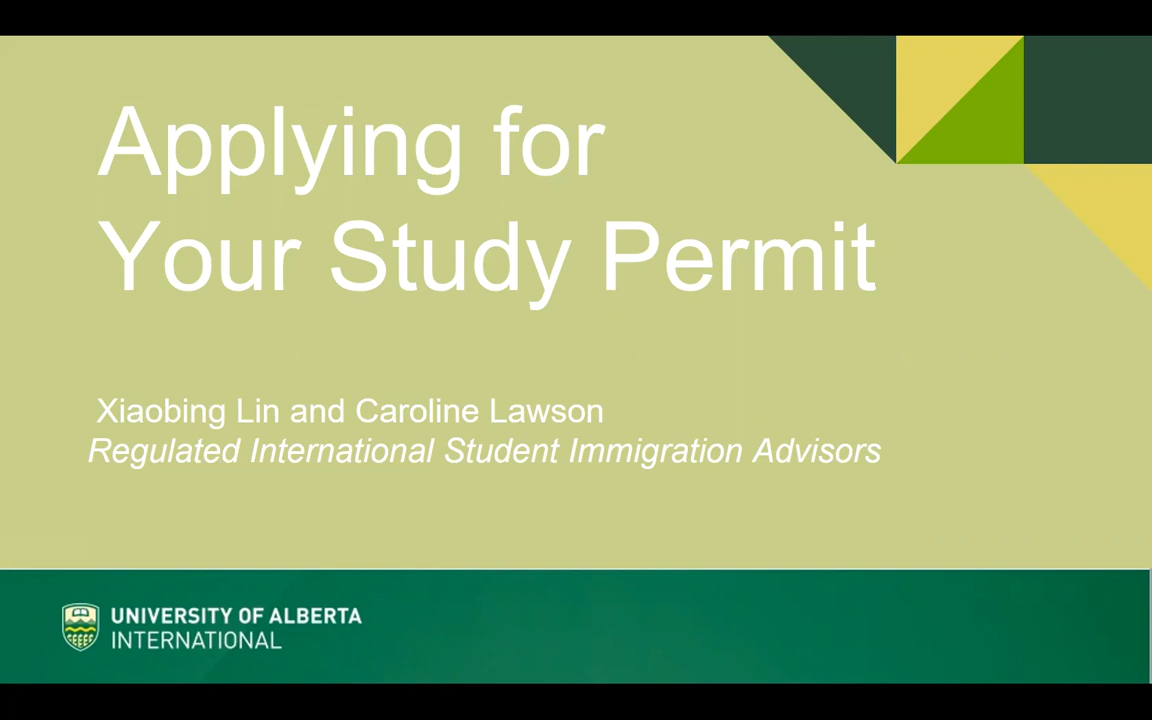 Applying for
Your Study Permit
Xiaobing Lin and Caroline Lawson
Regulated International Student Immigration Advisors
UNIVERSITY OF ALBERTA
INTERNATIONAL